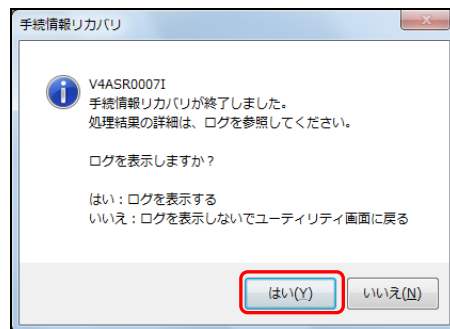 手続情報リカバリ
V4ASR0007I
手続情報リカバリが終了しました。
処理結果の詳細は、ログを参照してください。
ログを表示しますか？
はい：ログを表示する
いいえ：ログを表示しないでユーティリティ画面に戻る
はい(Y) いいえ(N)